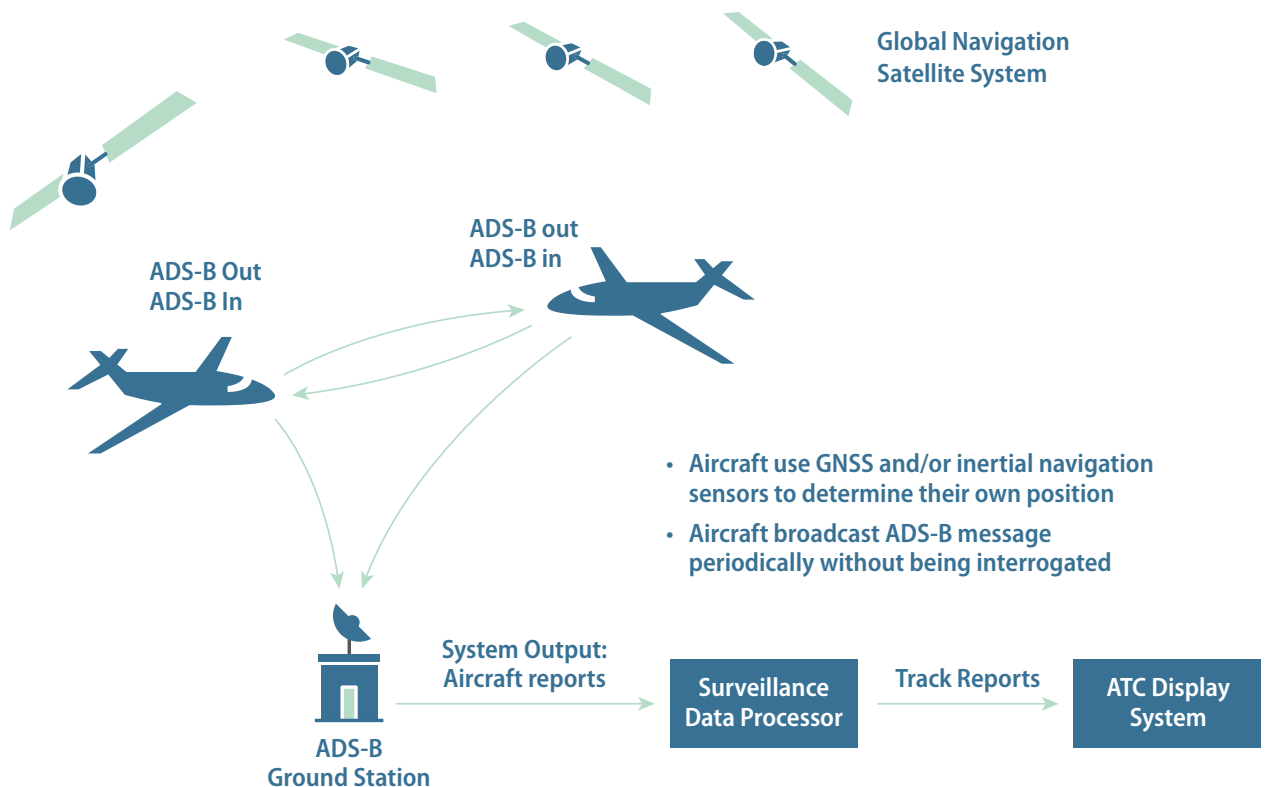 Global Navigation
Satellite System
ADS-B out
ADS-B in
ADS-B Out
ADS-B In
• Aircraft use GNSS and/or inertial navigation
sensors to determine their own position
• Aircraft broadcast ADS-B message
periodically without being interrogated
System Output:
Aircraft reports
Surveillance
Data Processor
Track Reports
ATC Display
System
ADS-B
Ground Station